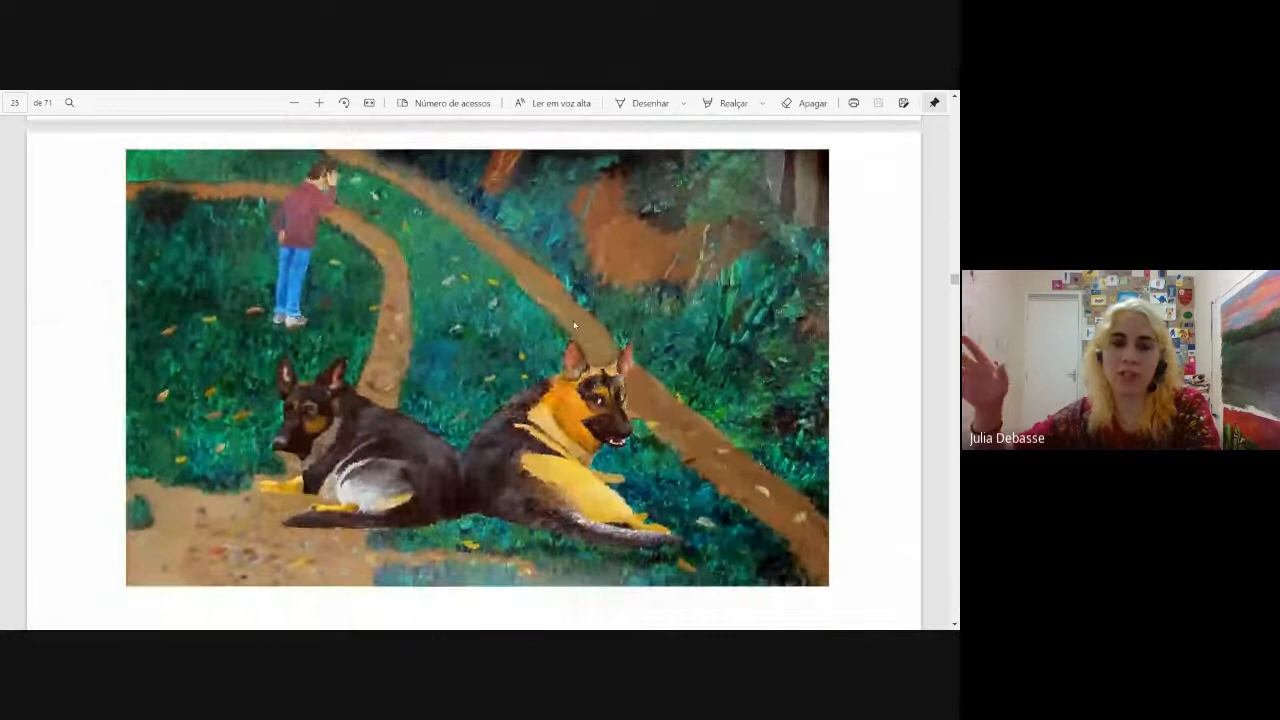 25 de 71 Número de acessos Ler em voz alta Desenhar Realçar Apagar
Julia Debasse